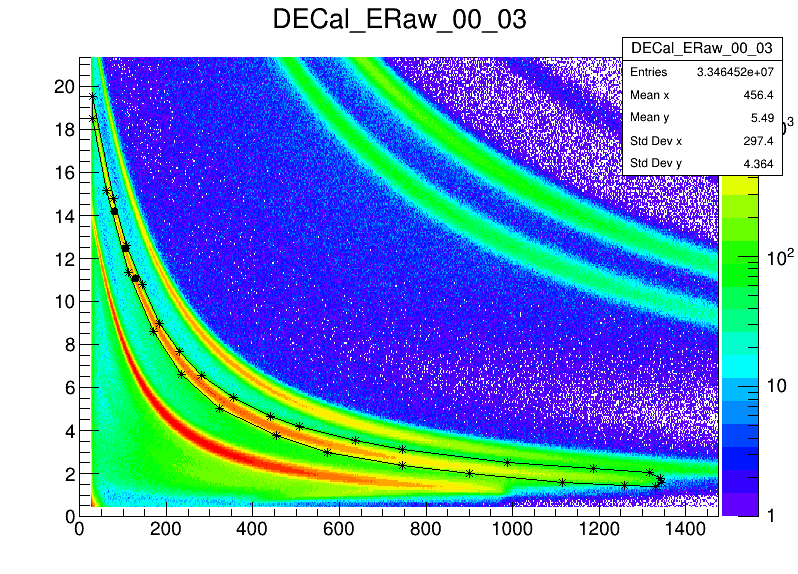 DECal_ERaw_00_03
DECal_ERaw_00_03
Entries 3.346452e+07
Mean x 456.4
Mean y 5.49
Std Dev x 297.4
Std Dev y 4.364
20
18
16
14
12
10
8
6
4
2
0
0 200 400 600 800 1000 1200 1400
10²
10
1